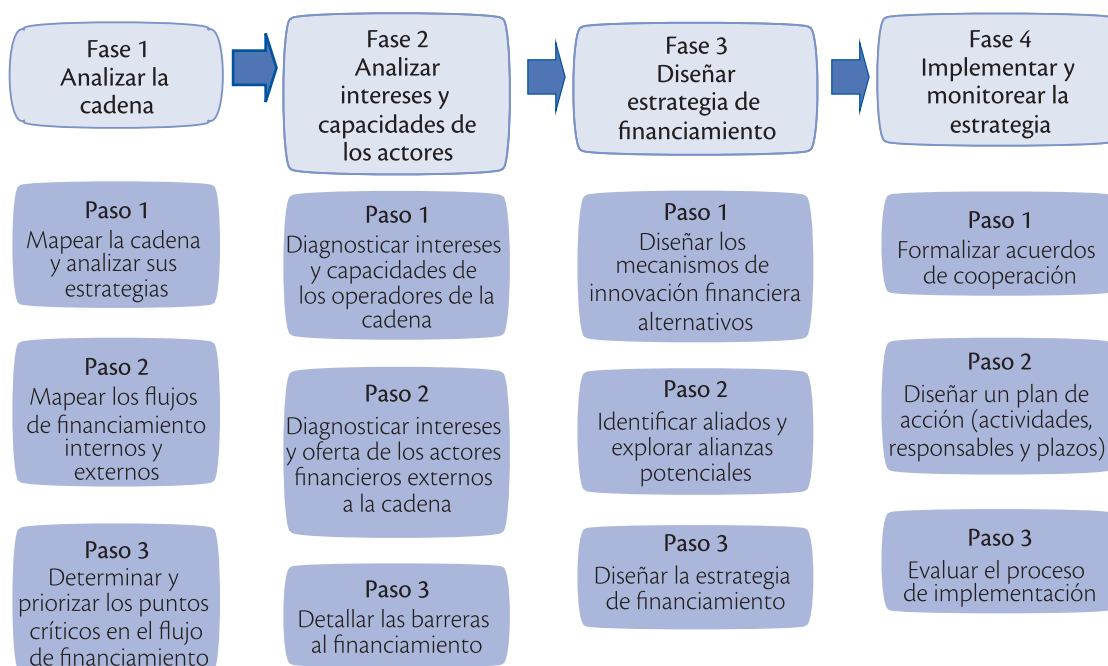 Fase 1
Analizar la
cadena
Fase 2
Analizar
intereses y
capacidades de
los actores
Fase 3
Diseñar
estrategia de
financiamiento
Fase 4
Implementar y
monitorear la
estrategia
Paso 1
Mapear la cadena
y analizar sus
estrategias
Paso 2
Mapear los flujos
de financiamiento
internos y
externos
Paso 3
Determinar y
priorizar los puntos
críticos en el flujo
de financiamiento
Paso 1
Diagnosticar intereses
y capacidades de
los operadores de la
cadena
Paso 2
Diagnosticar intereses
y oferta de los actores
financieros externos
a la cadena
Paso 3
Detallar las barreras
al financiamiento
Paso 1
Diseñar los
mecanismos de
innovación financiera
alternativos
Paso 2
Identificar aliados y
explorar alianzas
potenciales
Paso 3
Diseñar la estrategia
de financiamiento
Paso 1
Formalizar acuerdos
de cooperación
Paso 2
Diseñar un plan de
acción (actividades,
responsables y plazos)
Paso 3
Evaluar el proceso
de implementación